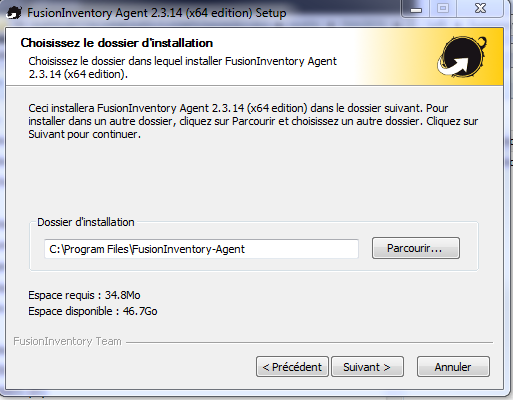 FusionInventory Agent 2.3.14 (x64 edition) Setup
Choisissez le dossier d'installation
Choisissez le dossier dans lequel installer FusionInventory Agent
2.3.14 (x64 edition).
Ceci installera FusionInventory Agent 2.3.14 (x64 edition) dans le dossier suivant. Pour
installer dans un autre dossier, cliquez sur Parcourir et choisissez un autre dossier. Cliquez sur
Suivant pour continuer.
Dossier d'installation
C:\Program Files\FusionInventory-Agent
Parcourir...
Espace requis : 34.8Mo
Espace disponible : 46.7Go
FusionInventory Team
< Précédent
Suivant >
Annuler